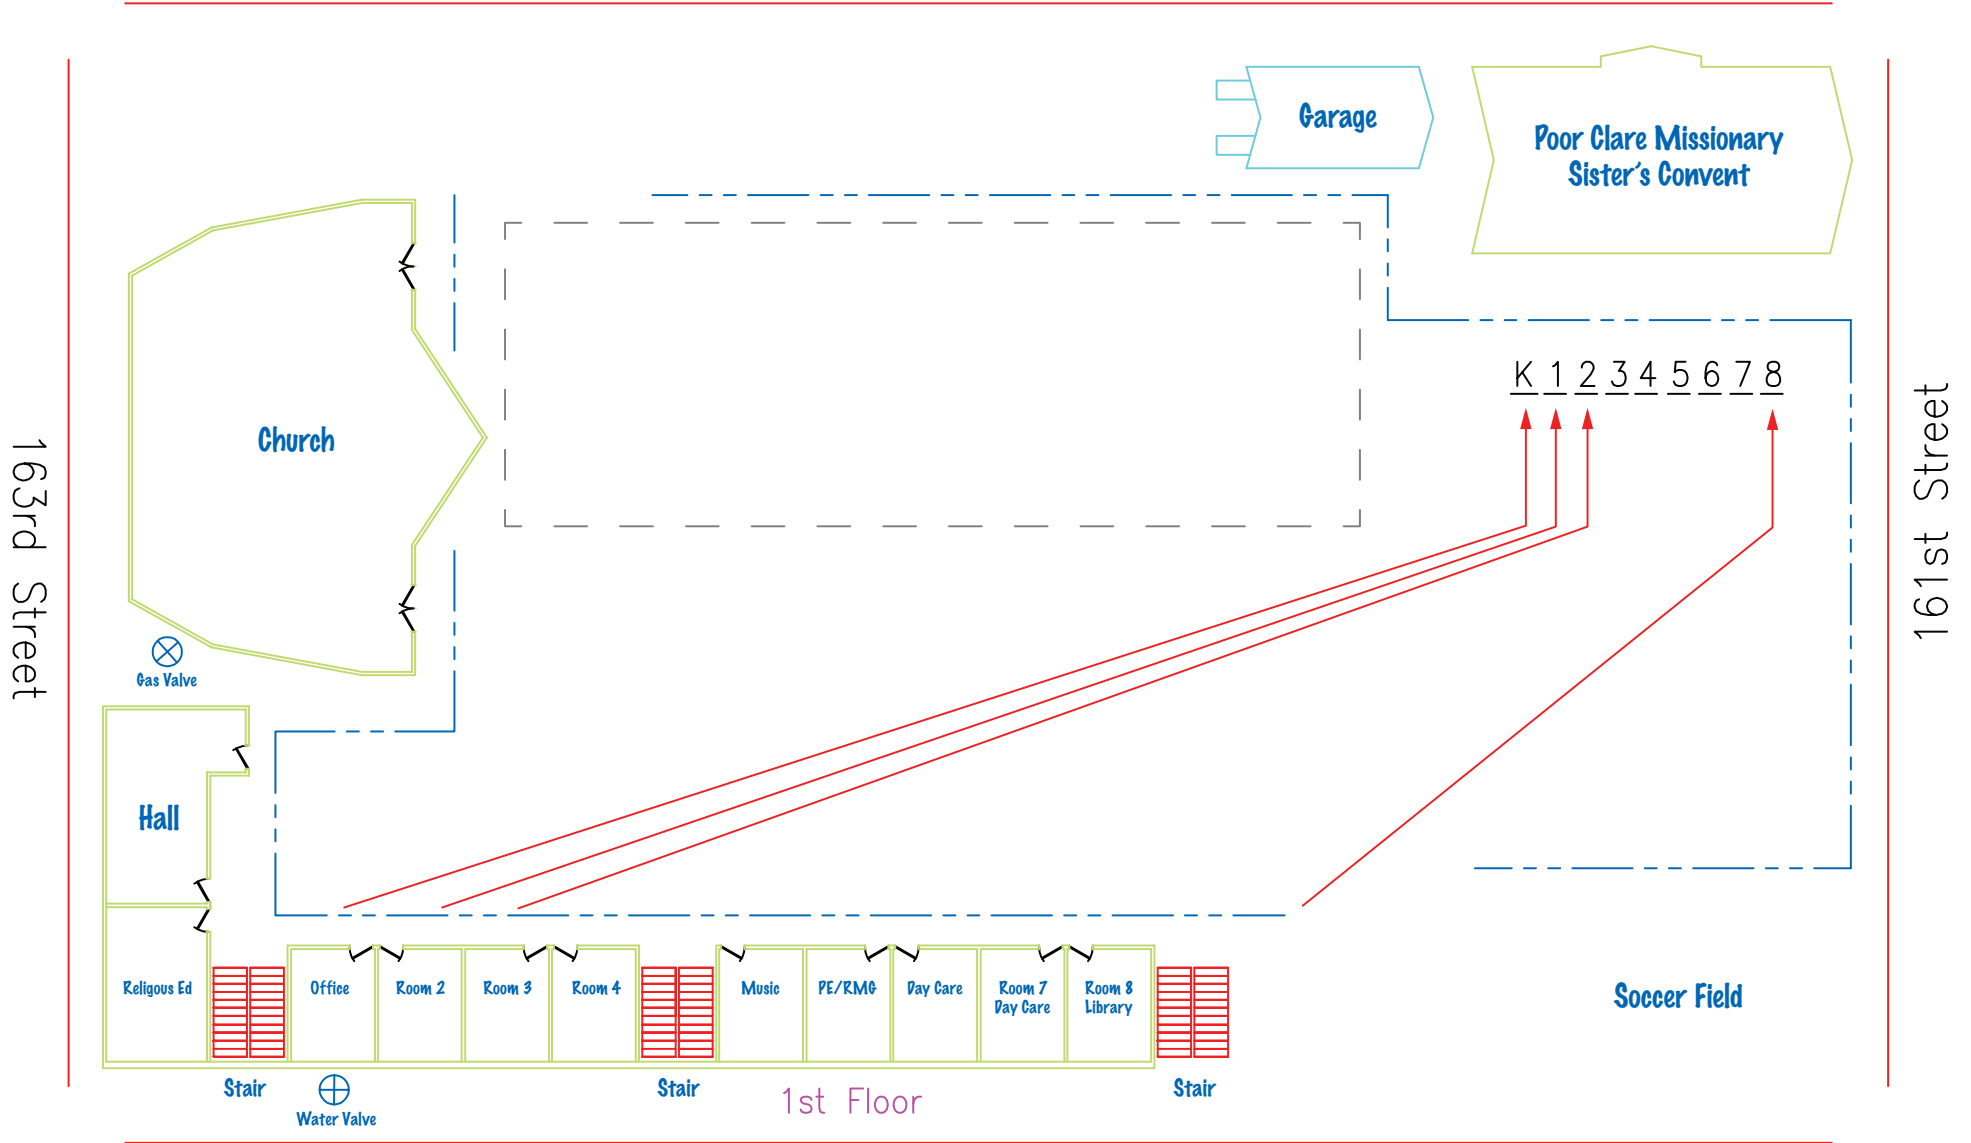 Garage
Poor Clare Missionary
Sister's Convent
K 1 2 3 4 5 6 7 8
163rd Street
Church
161st Street
Gas Valve
Hall
Religous Ed
Office
Room 2
Room 3
Room 4
Music
PE/RMG
Day Care
Room 7
Day Care
Room 8
Library
Soccer Field
Stair
Stair
Stair
Water Valve
1st Floor